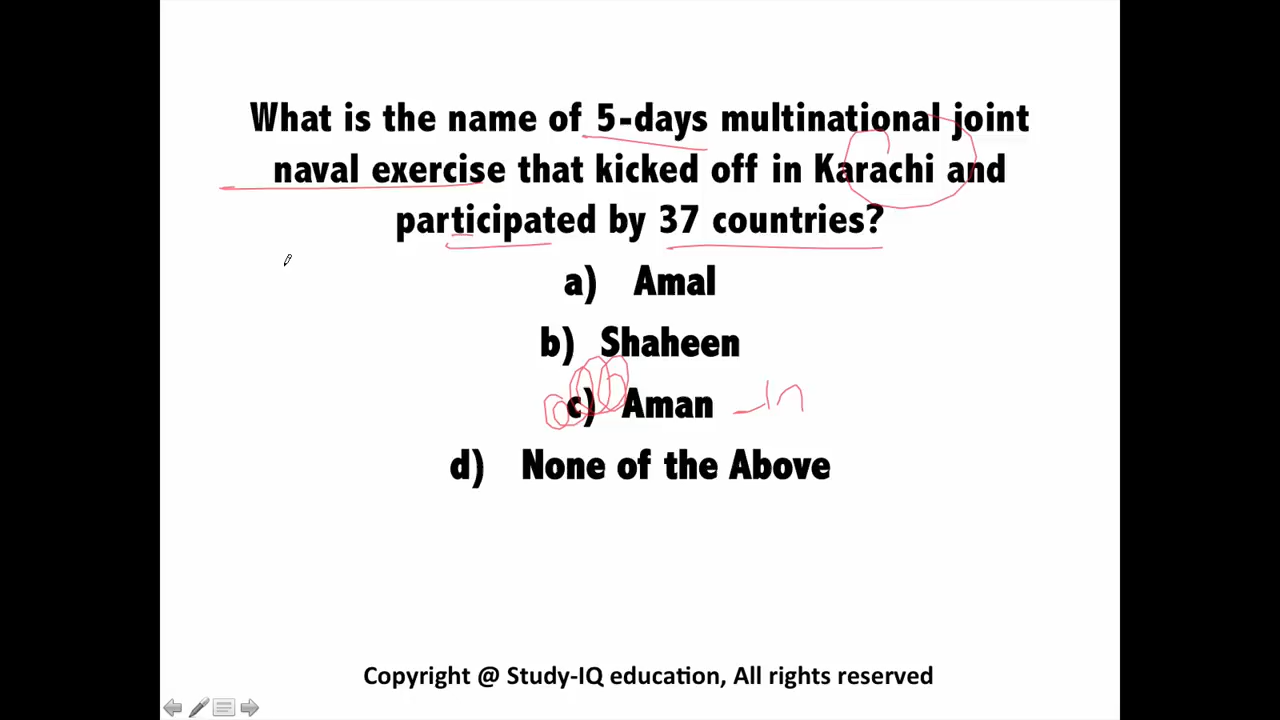 What is the name of 5-days multinational joint
naval exercise that kicked off in Karachi and
participated by 37 countries?
a) Amal
b) Shaheen
c) Aman
d) None of the Above
Copyright @ Study-IQ education, All rights reserved